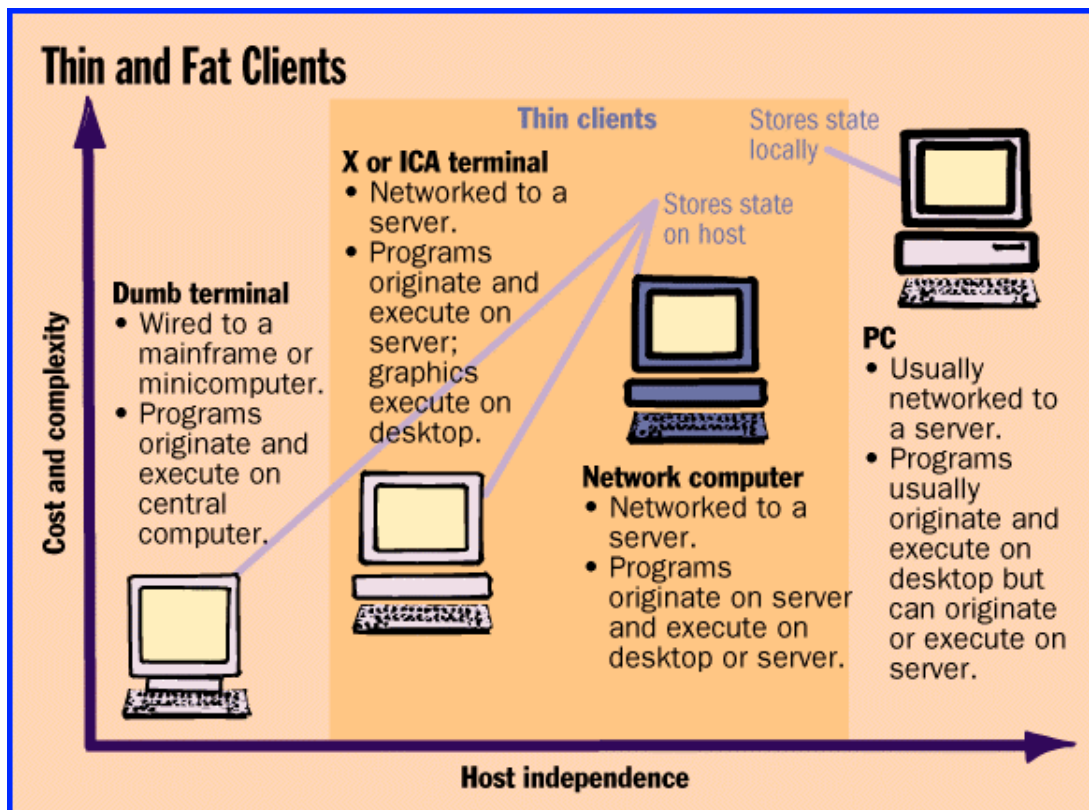 Thin and Fat Clients
Cost and complexity
Dumb terminal
• Wired to a
mainframe or
minicomputer.
• Programs
originate and
execute on
central
computer.
Thin clients
X or ICA terminal
• Networked to a
server.
• Programs
originate and
execute on
server;
graphics
execute on
desktop.
Stores state
on host
Network computer
• Networked to a
server.
• Programs
originate on server
and execute on
desktop or server.
Stores state
locally
PC
• Usually
networked to
a server.
• Programs
usually
originate and
execute on
desktop but
can originate
or execute on
server.
Host independence